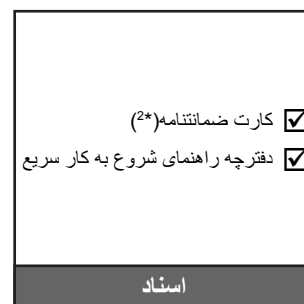 کارت ضمانتنامه(*2)
دفترچه راهنمای شروع به کار سریع
اسناد